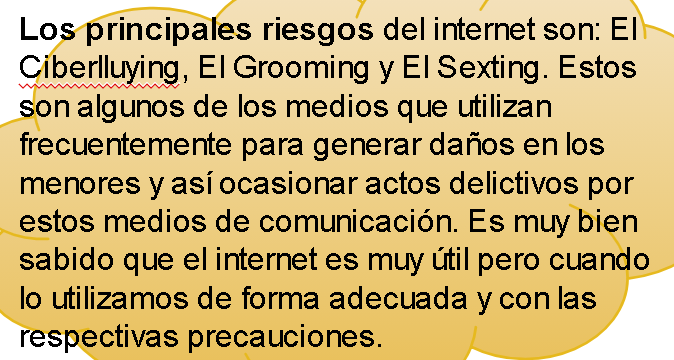 Los principales riesgos del internet son: El
Ciberlluying, El Grooming y El Sexting. Estos
son algunos de los medios que utilizan
frecuentemente para generar daños en los
menores y así ocasionar actos delictivos por
estos medios de comunicación. Es muy bien
sabido que el internet es muy útil pero cuando
lo utilizamos de forma adecuada y con las
respectivas precauciones.